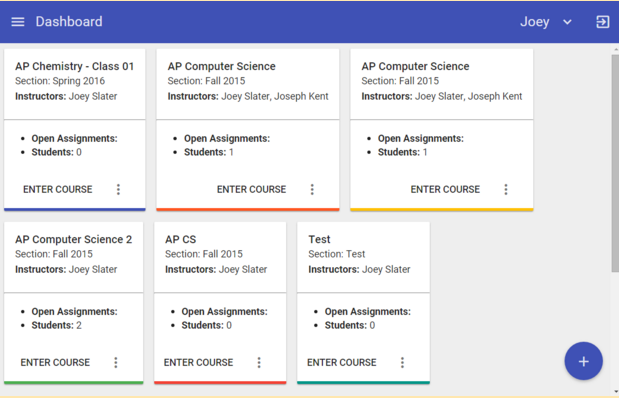 Dashboard
Joey
AP Chemistry - Class 01
Section: Spring 2016
Instructors: Joey Slater
Open Assignments:
Students: 0
ENTER COURSE
AP Computer Science
Section: Fall 2015
Instructors: Joey Slater, Joseph Kent
Open Assignments:
Students: 1
ENTER COURSE
AP Computer Science
Section: Fall 2015
Instructors: Joey Slater, Joseph Kent
Open Assignments:
Students: 1
ENTER COURSE
AP Computer Science 2
Section: Fall 2015
Instructors: Joey Slater
Open Assignments:
Students: 2
ENTER COURSE
AP CS
Section: Fall 2015
Instructors: Joey Slater
Open Assignments:
Students: 0
ENTER COURSE
Test
Section: Test
Instructors: Joey Slater
Open Assignments:
Students: 0
ENTER COURSE